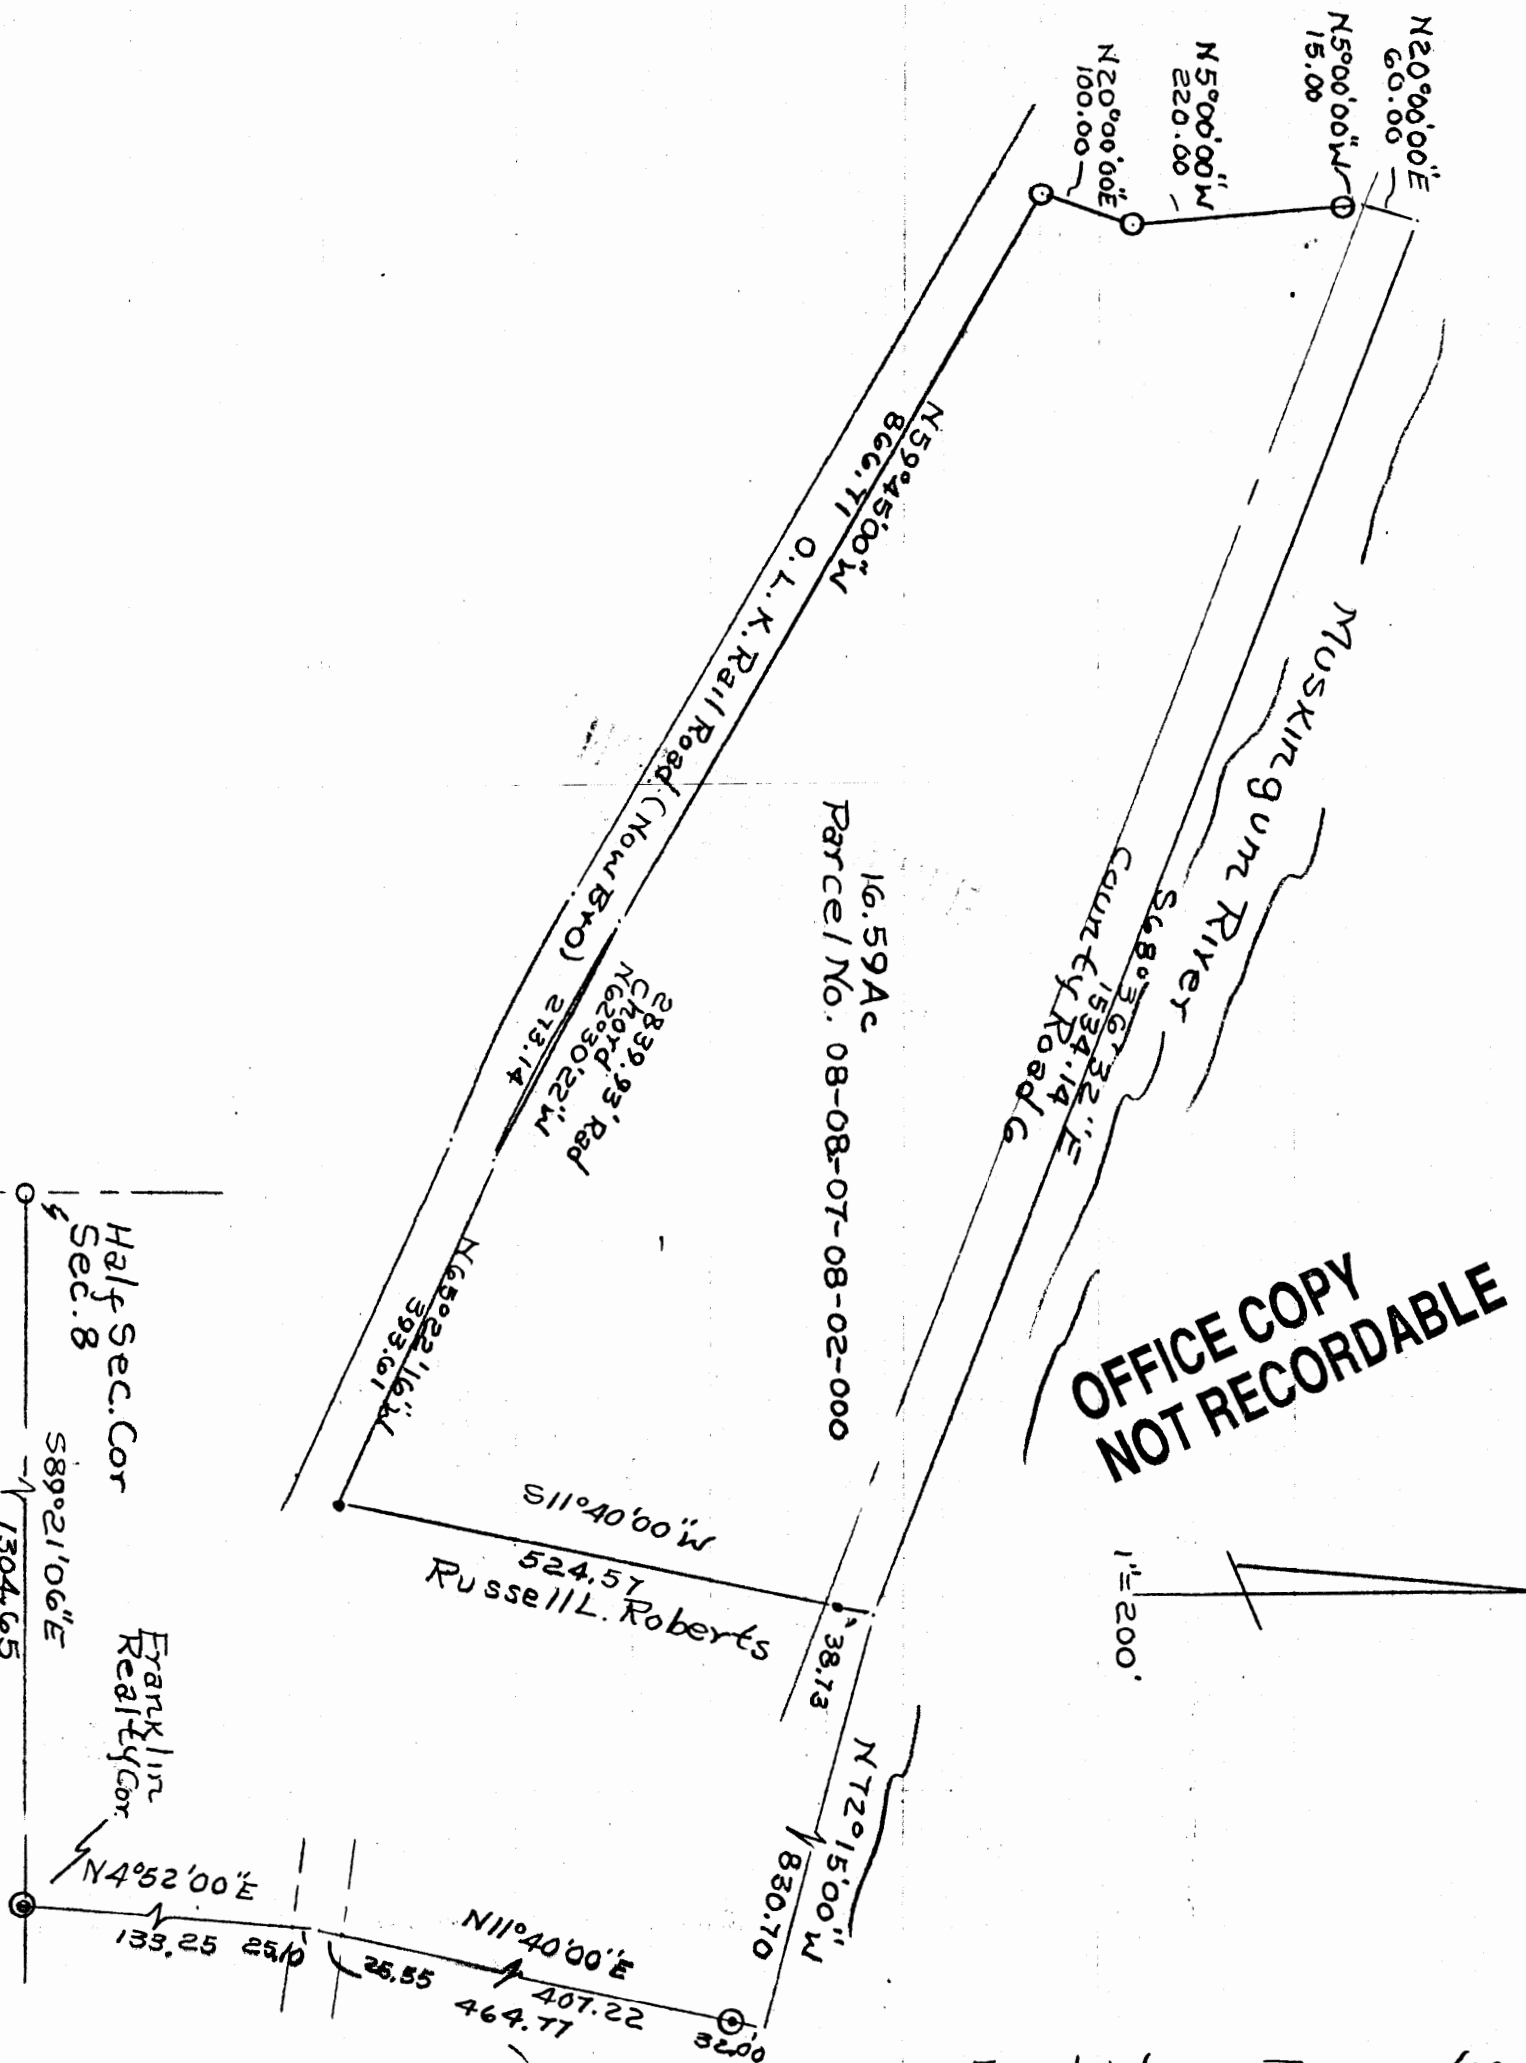 N20°00'00"E
60.00
N5°00'00"W
15.00
N5°00'00"W
220.00
N20°00'00"E
100.00
Muskingum River
S68°36'32"E
1534.14
County Road 6
N59°45'00"W
866.71
O.L.K. Rail Road (Now B&O)
273.14
2839.93' Rad
Chord
N62°30'22"W
16.59Ac
Parcel No. 08-08-07-08-02-000
N65°22'16"W
393.61
S11°40'00"W
524.57
Russell L. Roberts
38.73
OFFICE COPY
NOT RECORDABLE
1"=200'
N72°15'00"W
830.70
Half Sec. Cor
Sec. 8
S89°21'06"E
1304.65
Franklin
Realty Cor.
N4°52'00"E
133.25 25.10
N11°40'00"E
25.55 407.22
464.77
32.00